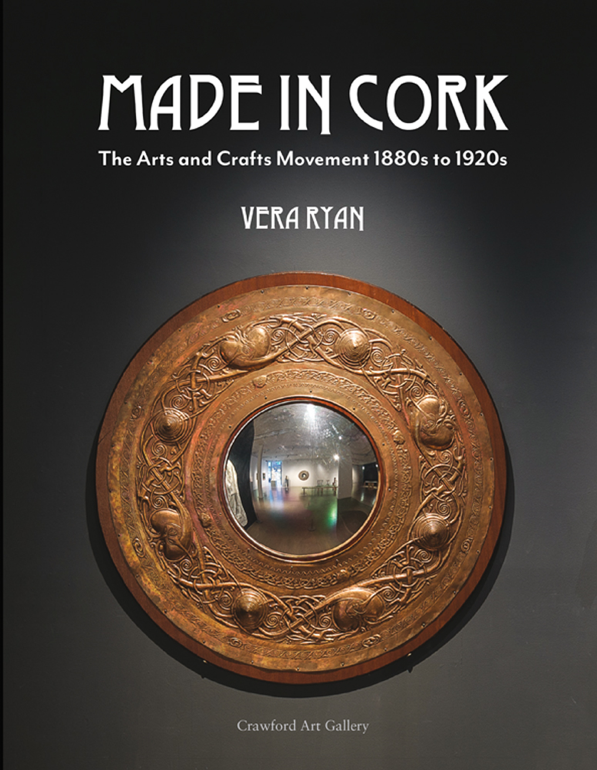 MADE IN CORK
The Arts and Crafts Movement 1880s to 1920s
VERA RYAN
Crawford Art Gallery